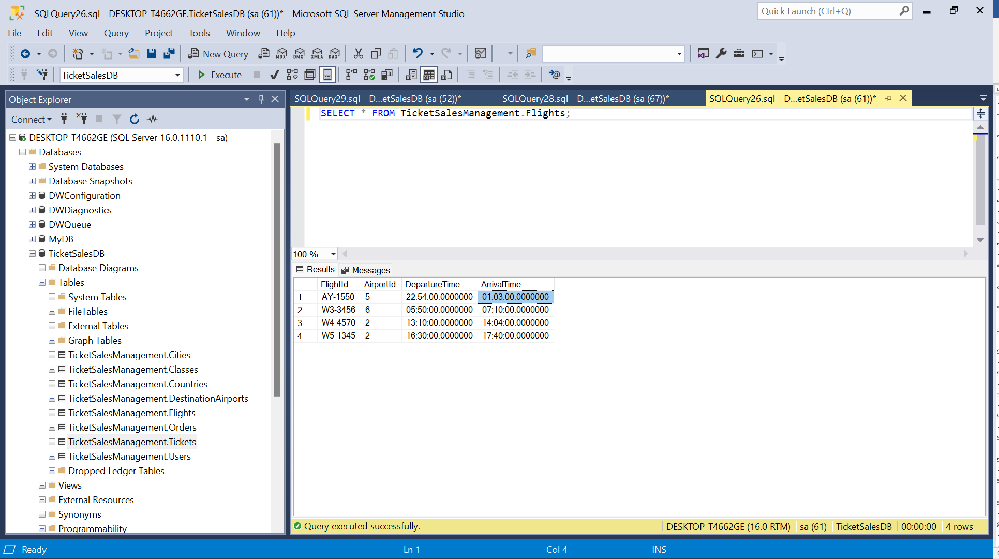 SQLQuery26.sql - DESKTOP-T4662GE.TicketSalesDB (sa (61))* - Microsoft SQL Server Management Studio
Quick Launch (Ctrl+Q)
File Edit View Query Project Tools Window Help
New Query MDX DMX XMLA DAX
TicketSalesDB Execute
Object Explorer
Connect
DESKTOP-T4662GE (SQL Server 16.0.1110.1 - sa)
Databases
System Databases
Database Snapshots
DWConfiguration
DWDiagnostics
DWQueue
MyDB
TicketSalesDB
Database Diagrams
Tables
System Tables
FileTables
External Tables
Graph Tables
TicketSalesManagement.Cities
TicketSalesManagement.Classes
TicketSalesManagement.Countries
TicketSalesManagement.DestinationAirports
TicketSalesManagement.Flights
TicketSalesManagement.Orders
TicketSalesManagement.Tickets
TicketSalesManagement.Users
Dropped Ledger Tables
Views
External Resources
Synonyms
Programmability
SQLQuery29.sql - D...etSalesDB (sa (52))* SQLQuery28.sql - D...etSalesDB (sa (67))* SQLQuery26.sql - D...etSalesDB (sa (61))*
SELECT * FROM TicketSalesManagement.Flights;
100 %
Results Messages
FlightId AirportId DepartureTime ArrivalTime
1 AY-1550 5 22:54:00.0000000 01:03:00.0000000
2 W3-3456 6 05:50:00.0000000 07:10:00.0000000
3 W4-4570 2 13:10:00.0000000 14:04:00.0000000
4 W5-1345 2 16:30:00.0000000 17:40:00.0000000
Query executed successfully. DESKTOP-T4662GE (16.0 RTM) sa (61) TicketSalesDB 00:00:00 4 rows
Ready Ln 1 Col 4 INS